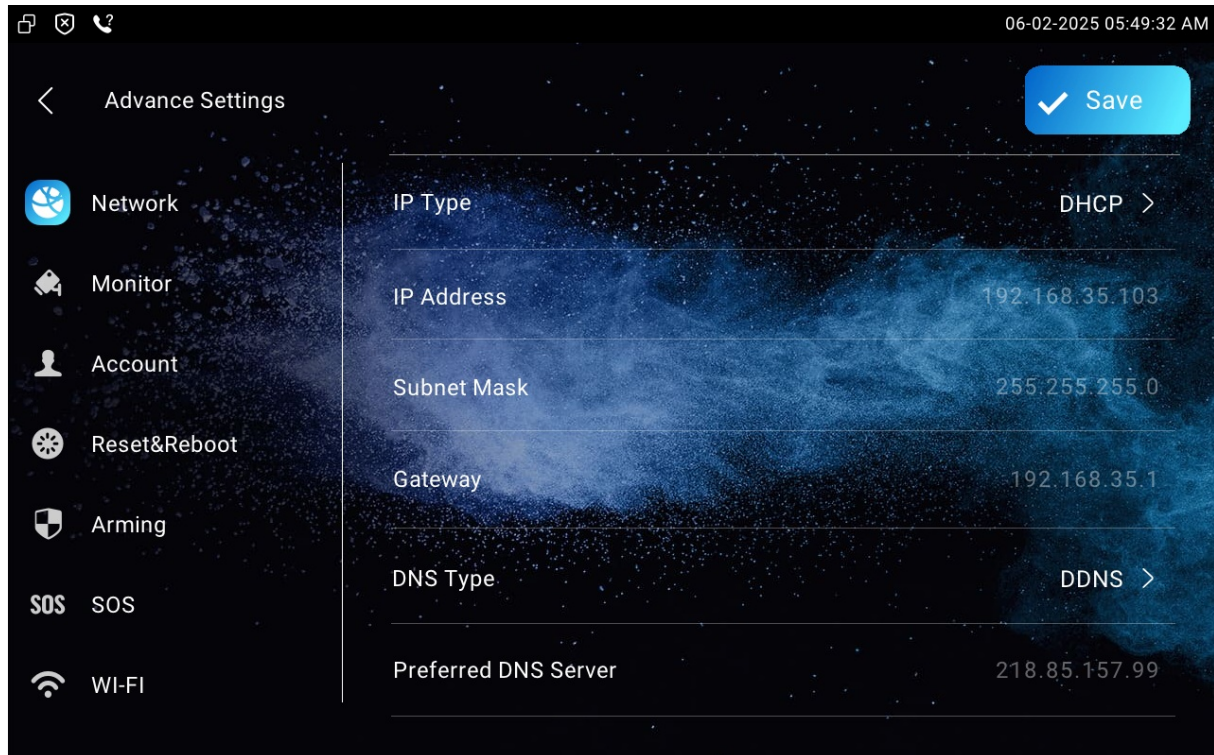 06-02-2025 05:49:32 AM
Advance Settings
Save
Network
Monitor
Account
Reset&Reboot
Arming
SOS SOS
WI-FI
IP Type DHCP
IP Address 192.168.35.103
Subnet Mask 255.255.255.0
Gateway 192.168.35.1
DNS Type DDNS
Preferred DNS Server 218.85.157.99